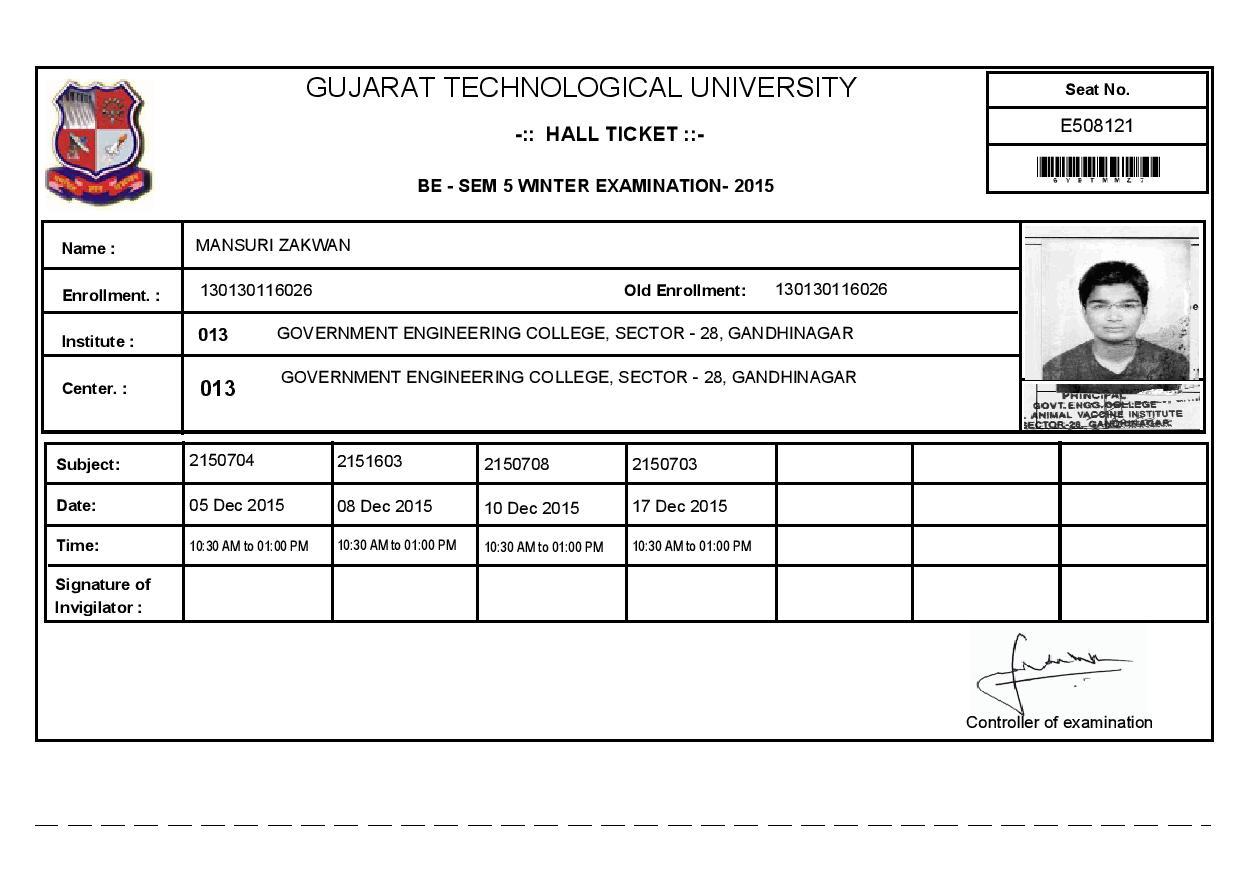 GUJARAT TECHNOLOGICAL UNIVERSITY
-:: HALL TICKET ::-
BE - SEM 5 WINTER EXAMINATION- 2015
Seat No.
E508121
Name : MANSURI ZAKWAN
Enrollment. : 130130116026 Old Enrollment: 130130116026
Institute : 013 GOVERNMENT ENGINEERING COLLEGE, SECTOR - 28, GANDHINAGAR
Center. : 013 GOVERNMENT ENGINEERING COLLEGE, SECTOR - 28, GANDHINAGAR
PRINCIPAL
GOVT. ENGG. COLLEGE
ANIMAL VACCINE INSTITUTE
SECTOR-28, GANDHINAGAR.
Subject: 2150704 2151603 2150708 2150703
Date: 05 Dec 2015 08 Dec 2015 10 Dec 2015 17 Dec 2015
Time: 10:30 AM to 01:00 PM 10:30 AM to 01:00 PM 10:30 AM to 01:00 PM 10:30 AM to 01:00 PM
Signature of
Invigilator :
Controller of examination